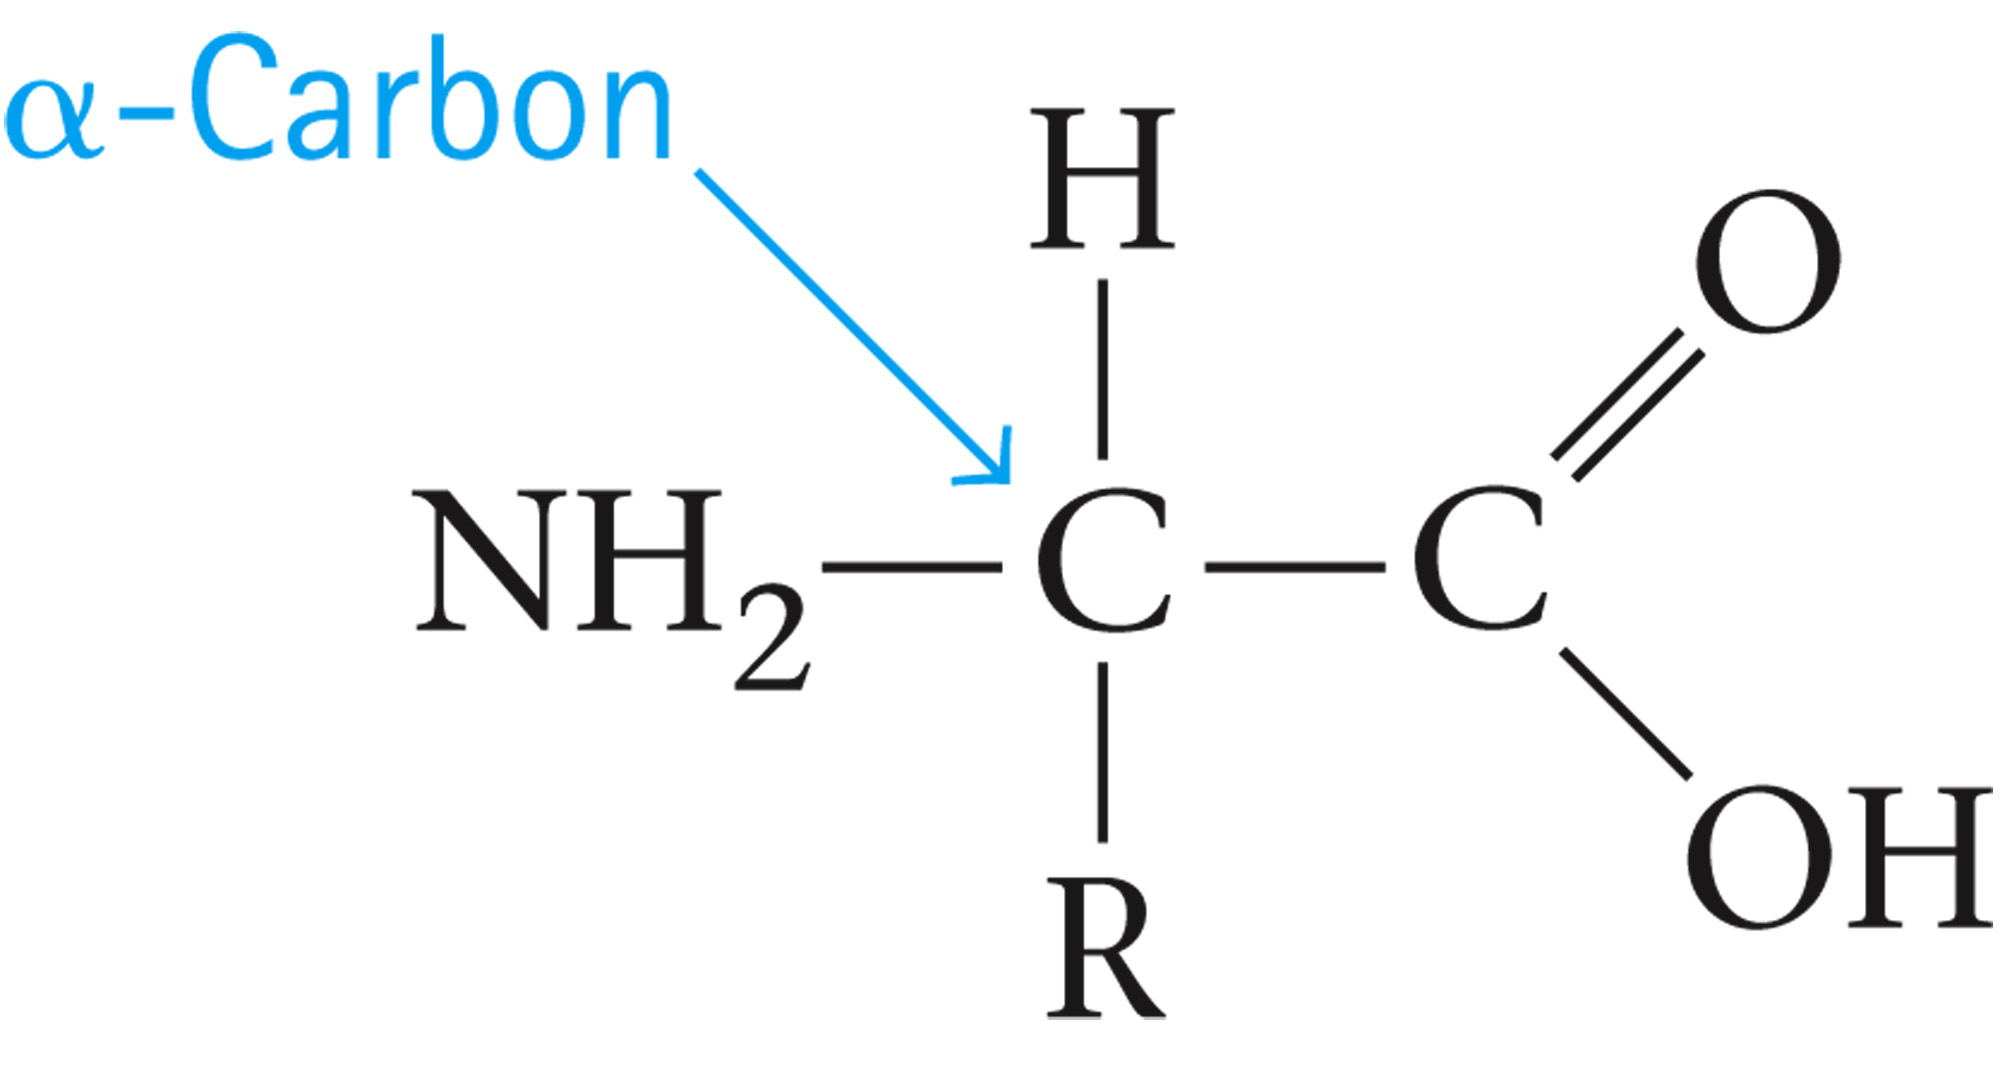 α-Carbon
H
O
NH₂ C C
R
OH